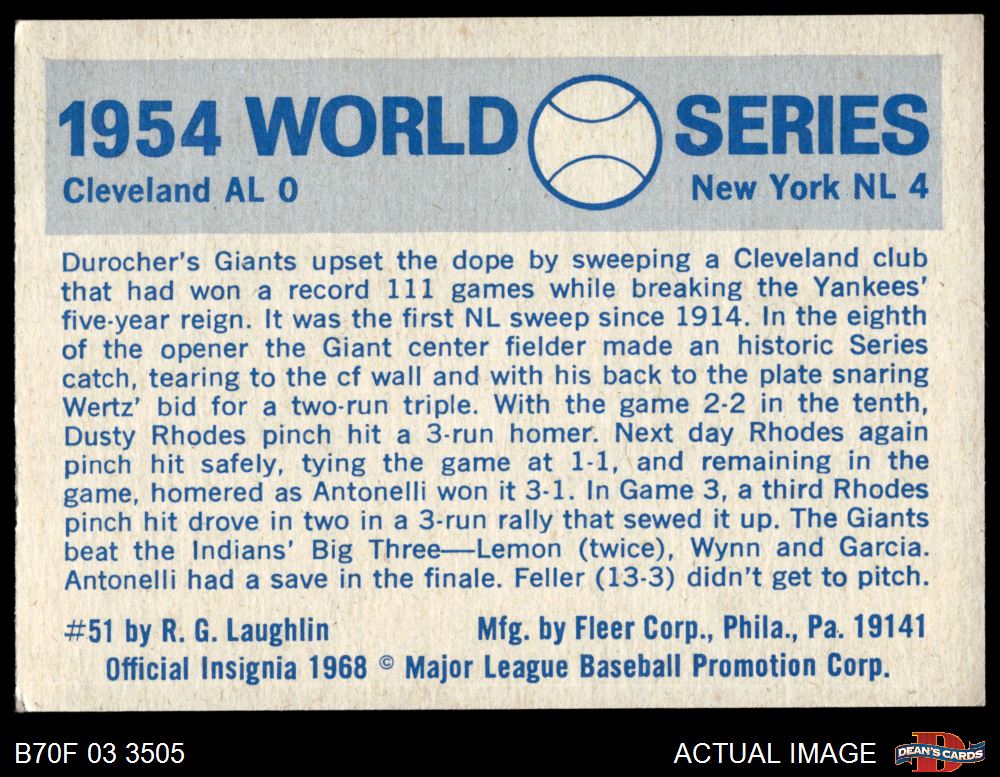 1954 WORLD SERIES
Cleveland AL 0 New York NL 4
Durocher's Giants upset the dope by sweeping a Cleveland club
that had won a record 111 games while breaking the Yankees'
five-year reign. It was the first NL sweep since 1914. In the eighth
of the opener the Giant center fielder made an historic Series
catch, tearing to the cf wall and with his back to the plate snaring
Wertz' bid for a two-run triple. With the game 2-2 in the tenth,
Dusty Rhodes pinch hit a 3-run homer. Next day Rhodes again
pinch hit safely, tying the game at 1-1, and remaining in the
game, homered as Antonelli won it 3-1. In Game 3, a third Rhodes
pinch hit drove in two in a 3-run rally that sewed it up. The Giants
beat the Indians' Big Three—Lemon (twice), Wynn and Garcia.
Antonelli had a save in the finale. Feller (13-3) didn't get to pitch.
#51 by R. G. Laughlin Mfg. by Fleer Corp., Phila., Pa. 19141
Official Insignia 1968 © Major League Baseball Promotion Corp.
B70F 03 3505 ACTUAL IMAGE D DEAN'S CARDS